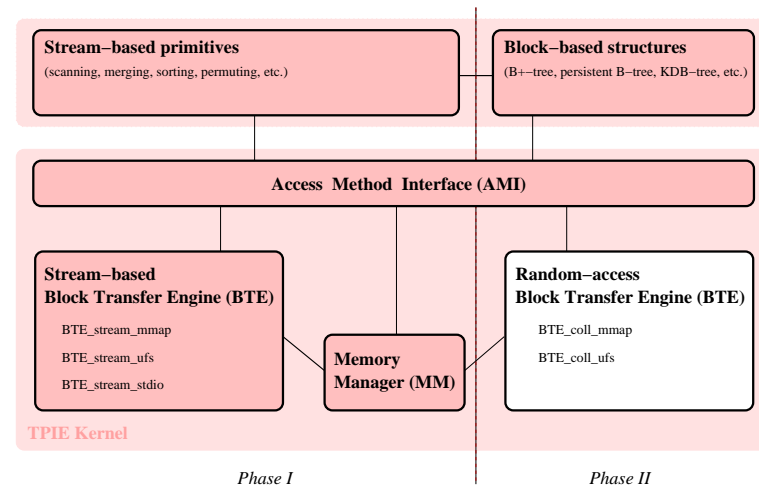 Stream−based primitives
(scanning, merging, sorting, permuting, etc.)
Block−based structures
(B+−tree, persistent B−tree, KDB−tree, etc.)
Access Method Interface (AMI)
Stream−based
Block Transfer Engine (BTE)
BTE_stream_mmap
BTE_stream_ufs
BTE_stream_stdio
Memory
Manager (MM)
Random−access
Block Transfer Engine (BTE)
BTE_coll_mmap
BTE_coll_ufs
TPIE Kernel
Phase I
Phase II